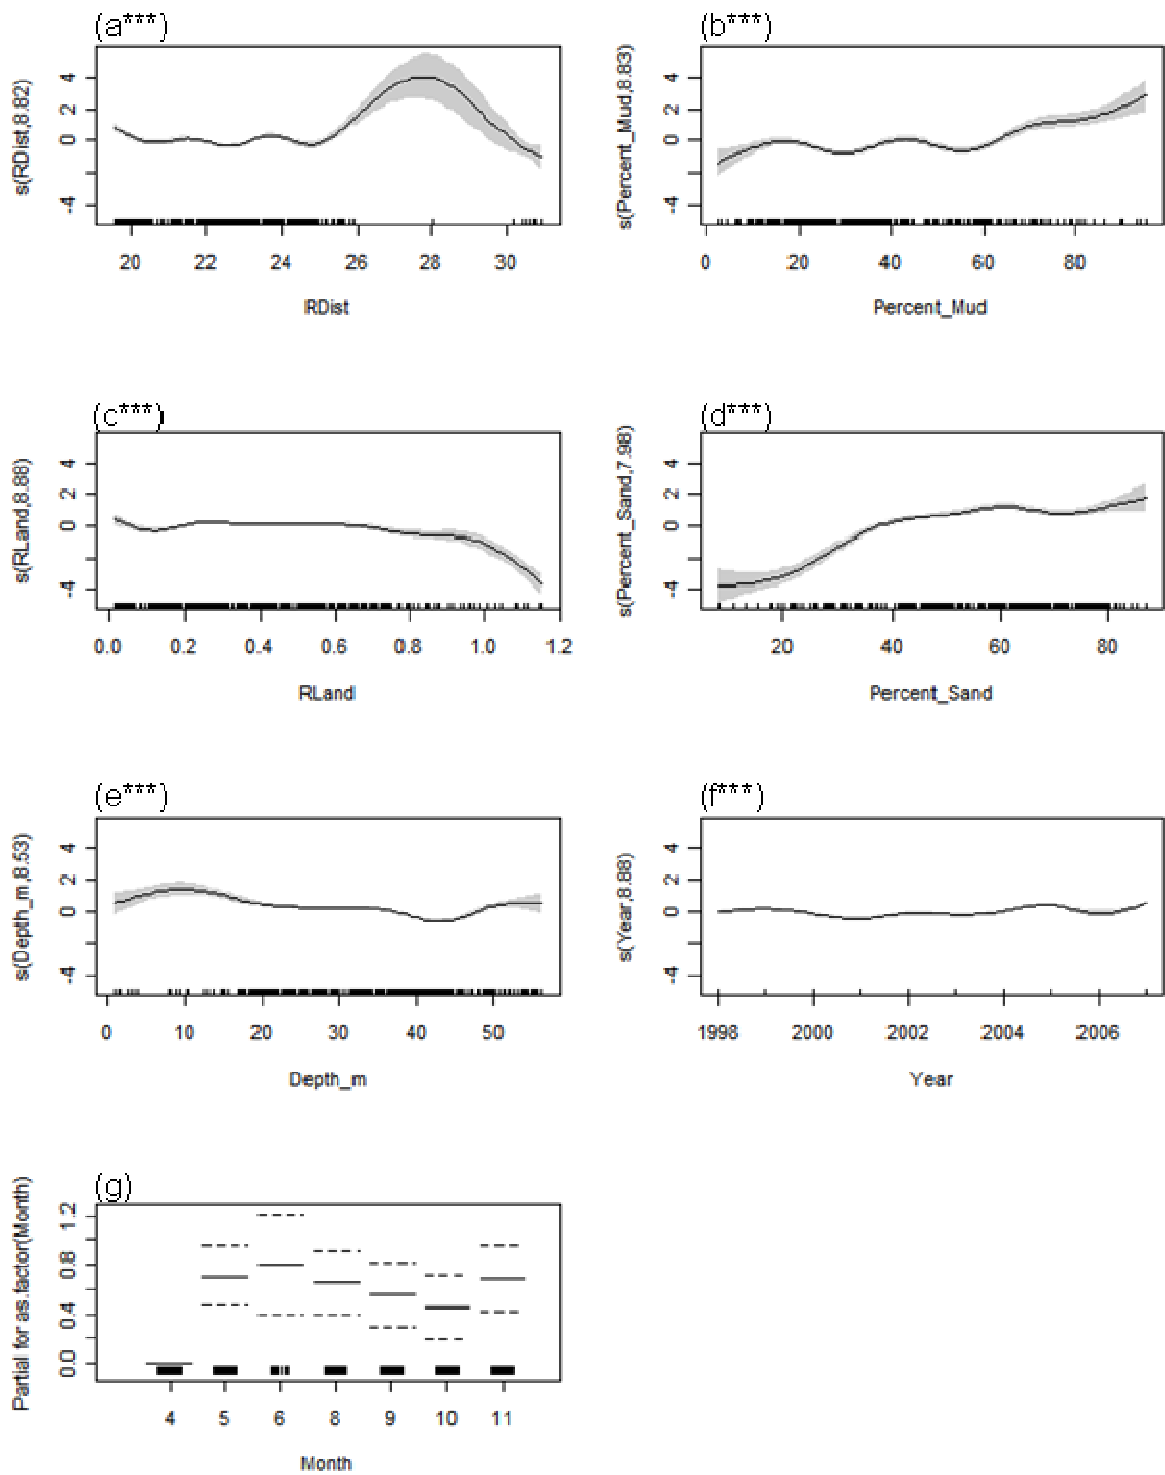 (a***)
s(RDist,8.82)
4
2
0
-4
20 22 24 26 28 30
RDist
(b***)
s(Percent_Mud,8.83)
4
2
0
-4
0 20 40 60 80
Percent_Mud
(c***)
s(RLand,8.88)
4
2
0
-4
0.0 0.2 0.4 0.6 0.8 1.0 1.2
RLand
(d***)
s(Percent_Sand,7.98)
4
2
0
-4
20 40 60 80
Percent_Sand
(e***)
s(Depth_m,8.53)
4
2
0
-4
0 10 20 30 40 50
Depth_m
(f***)
s(Year,8.88)
4
2
0
-4
1998 2000 2002 2004 2006
Year
(g)
Partial for as.factor(Month)
1.2
0.8
0.4
0.0
4 5 6 8 9 10 11
Month